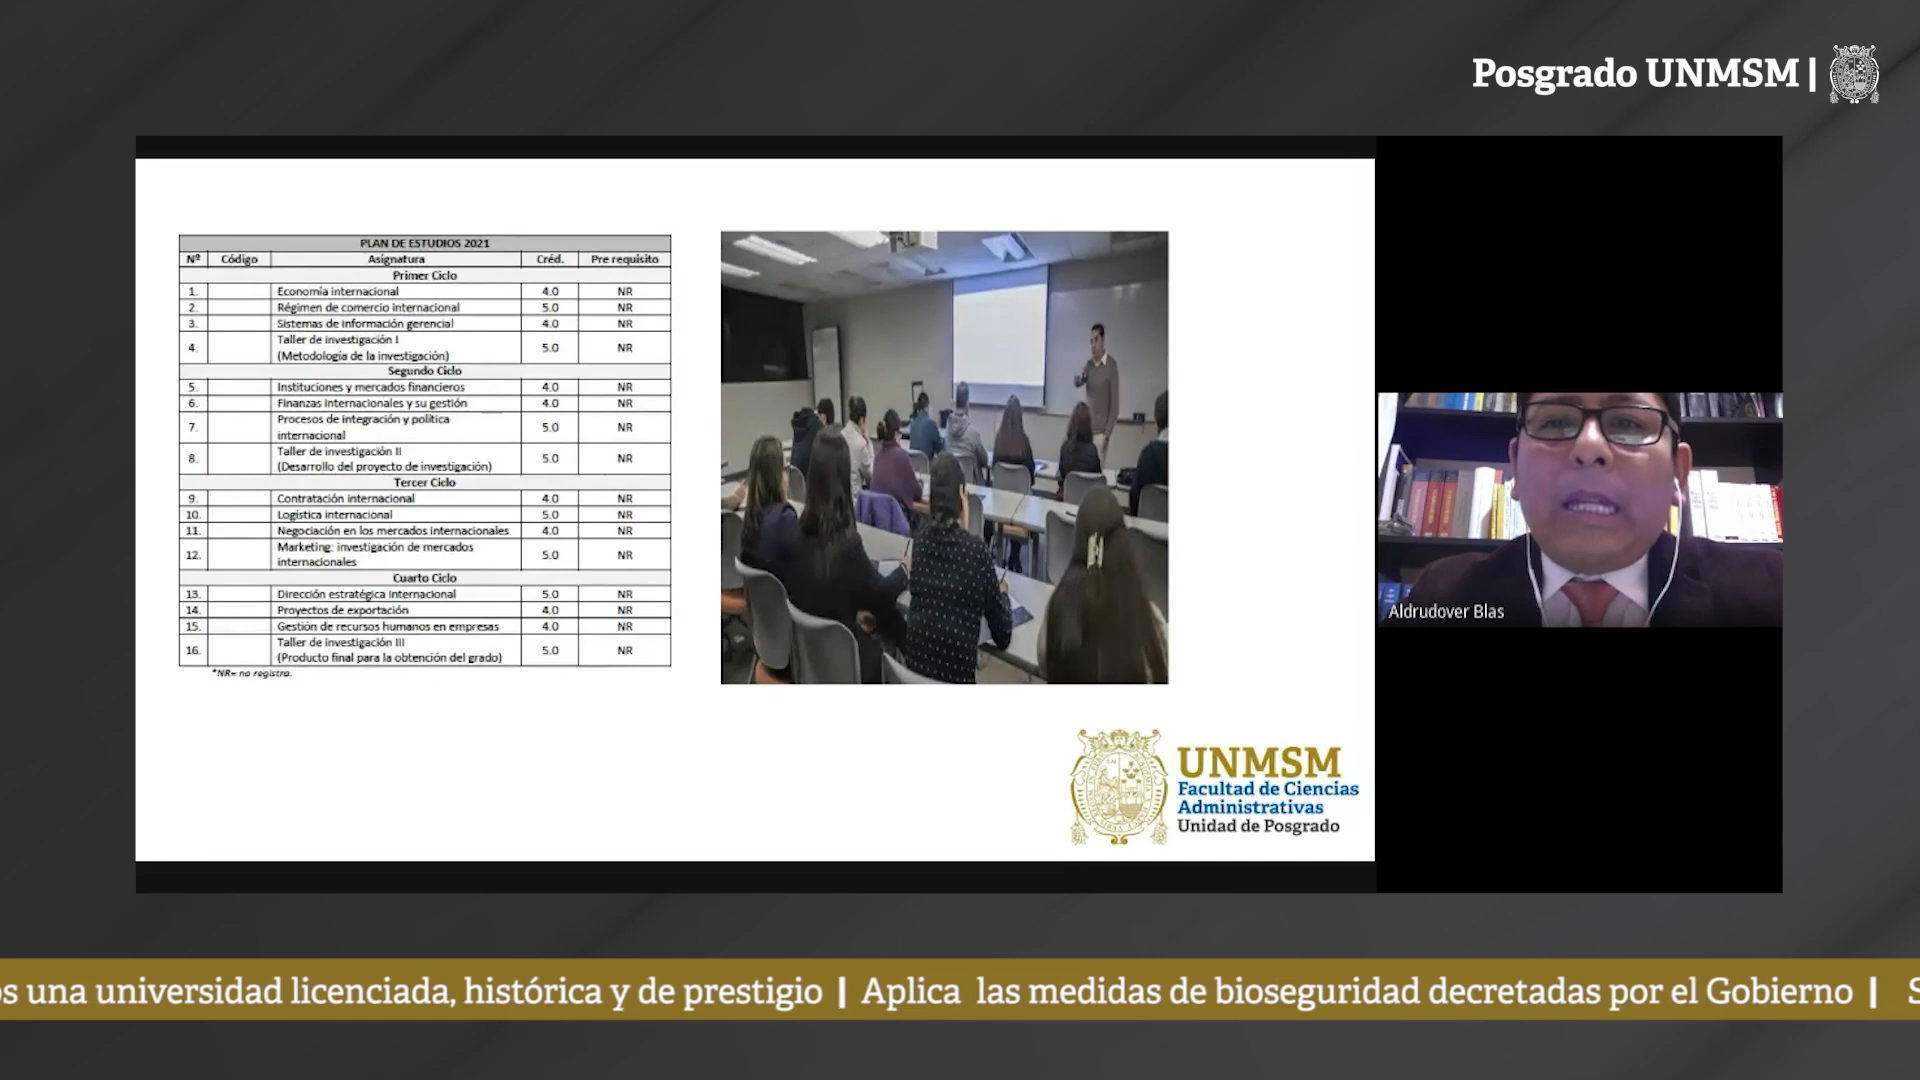 Posgrado UNMSM |
PLAN DE ESTUDIOS 2021
Nº Código Asignatura Créd. Pre requisito
Primer Ciclo
1. Economía internacional 4.0 NR
2. Régimen de comercio internacional 5.0 NR
3. Sistemas de información gerencial 4.0 NR
4. Taller de investigación I
(Metodología de la investigación) 5.0 NR
Segundo Ciclo
5. Instituciones y mercados financieros 4.0 NR
6. Finanzas internacionales y su gestión 4.0 NR
7. Procesos de integración y política
internacional 5.0 NR
8. Taller de investigación II
(Desarrollo del proyecto de investigación) 5.0 NR
Tercer Ciclo
9. Contratación internacional 4.0 NR
10. Logística internacional 5.0 NR
11. Negociación en los mercados internacionales 4.0 NR
12. Marketing: investigación de mercados
internacionales 5.0 NR
Cuarto Ciclo
13. Dirección estratégica internacional 5.0 NR
14. Proyectos de exportación 4.0 NR
15. Gestión de recursos humanos en empresas 4.0 NR
16. Taller de investigación III
(Producto final para la obtención del grado) 5.0 NR
*NR= no registra.
UNMSM
Facultad de Ciencias
Administrativas
Unidad de Posgrado
Aldrudover Blas
os una universidad licenciada, histórica y de prestigio | Aplica las medidas de bioseguridad decretadas por el Gobierno | S